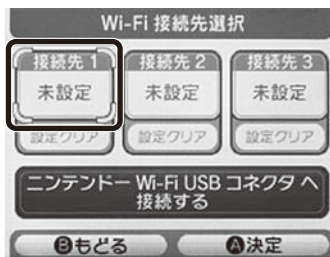 Wi-Fi 接続先選択
接続先 1 接続先 2 接続先 3
未設定 未設定 未設定
設定クリア 設定クリア 設定クリア
ニンテンドー Wi-Fi USB コネクタ へ
接続する
Ⓑもどる Ⓐ決定